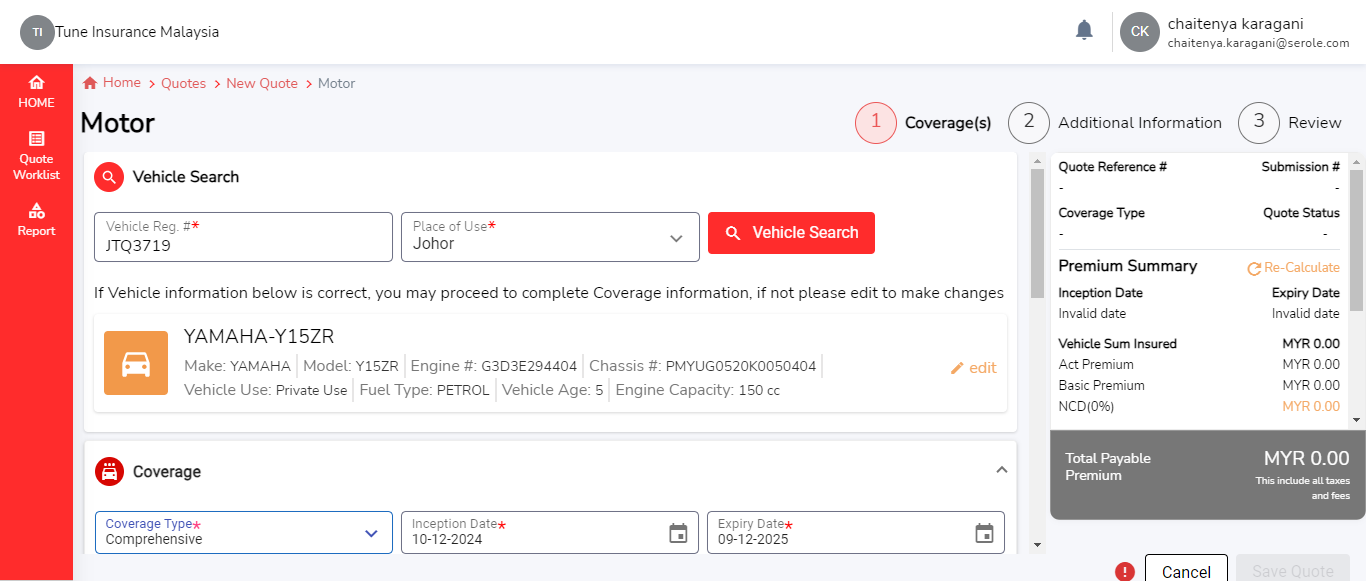 TI Tune Insurance Malaysia
CK
chaitenya karagani
chaitenya.karagani@serole.com
HOME
Quote
Worklist
Report
Home > Quotes > New Quote > Motor
Motor
1 Coverage(s) 2 Additional Information 3 Review
Vehicle Search
Vehicle Reg. #*
JTQ3719
Place of Use*
Johor
Vehicle Search
If Vehicle information below is correct, you may proceed to complete Coverage information, if not please edit to make changes
YAMAHA-Y15ZR
Make: YAMAHA Model: Y15ZR Engine #: G3D3E294404 Chassis #: PMYUG0520K0050404
Vehicle Use: Private Use Fuel Type: PETROL Vehicle Age: 5 Engine Capacity: 150 cc
edit
Coverage
Coverage Type*
Comprehensive
Inception Date*
10-12-2024
Expiry Date*
09-12-2025
Quote Reference # Submission #
- -
Coverage Type Quote Status
- -
Premium Summary Re-Calculate
Inception Date Expiry Date
Invalid date Invalid date
Vehicle Sum Insured MYR 0.00
Act Premium MYR 0.00
Basic Premium MYR 0.00
NCD(0%) MYR 0.00
Total Payable
Premium
MYR 0.00
This include all taxes
and fees
! Cancel Save Quote